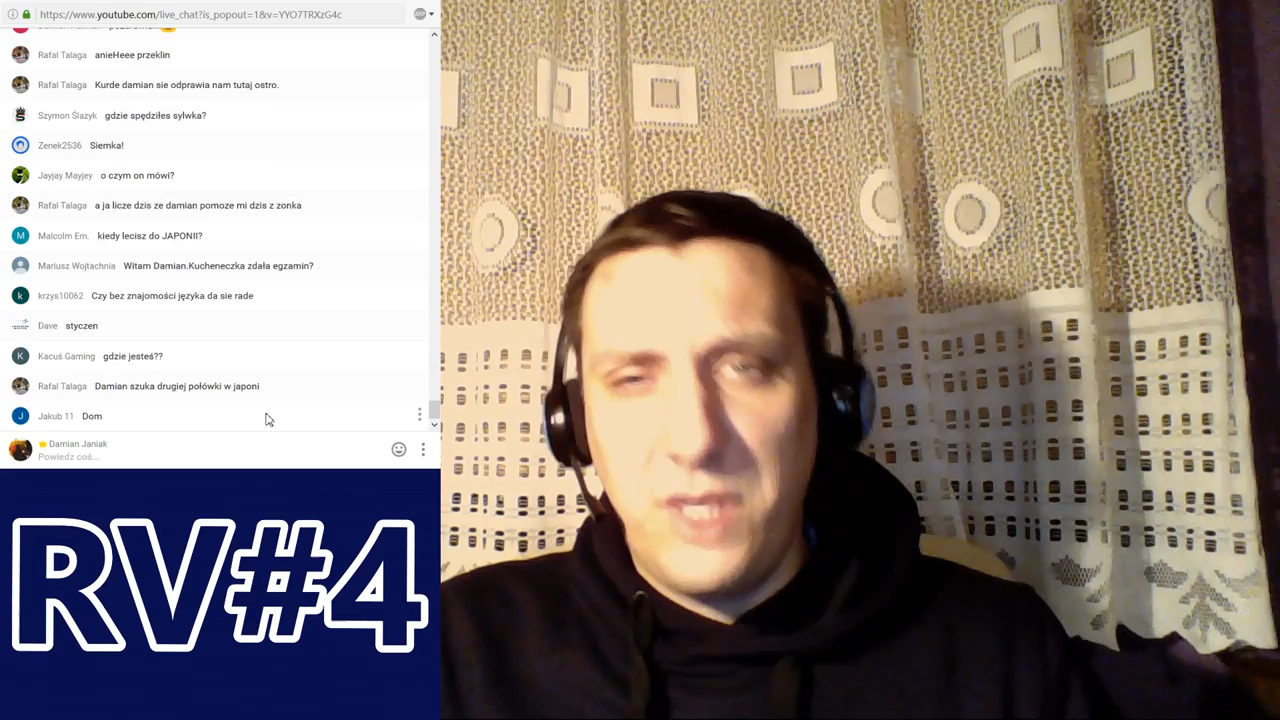 https://www.youtube.com/live_chat?is_popout=1&v=YYO7TRXzG4c
Rafal Talaga anieHeee przeklin
Rafal Talaga Kurde damian sie odprawia nam tutaj ostro.
Szymon Ślazyk gdzie spędziłes sylwka?
Zenek2536 Siemka!
Jayjay Mayjey o czym on mówi?
Rafal Talaga a ja licze dzis ze damian pomoze mi dzis z zonka
M Malcolm Em. kiedy lecisz do JAPONII?
Mariusz Wojtachnia Witam Damian.Kucheneczka zdała egzamin?
k krzys10062 Czy bez znajomości języka da sie rade
Dave styczen
K Kacuś Gaming gdzie jesteś??
Rafal Talaga Damian szuka drugiej połówki w japoni
J Jakub 11 Dom
Damian Janiak
Powiedz coś...
RV#4